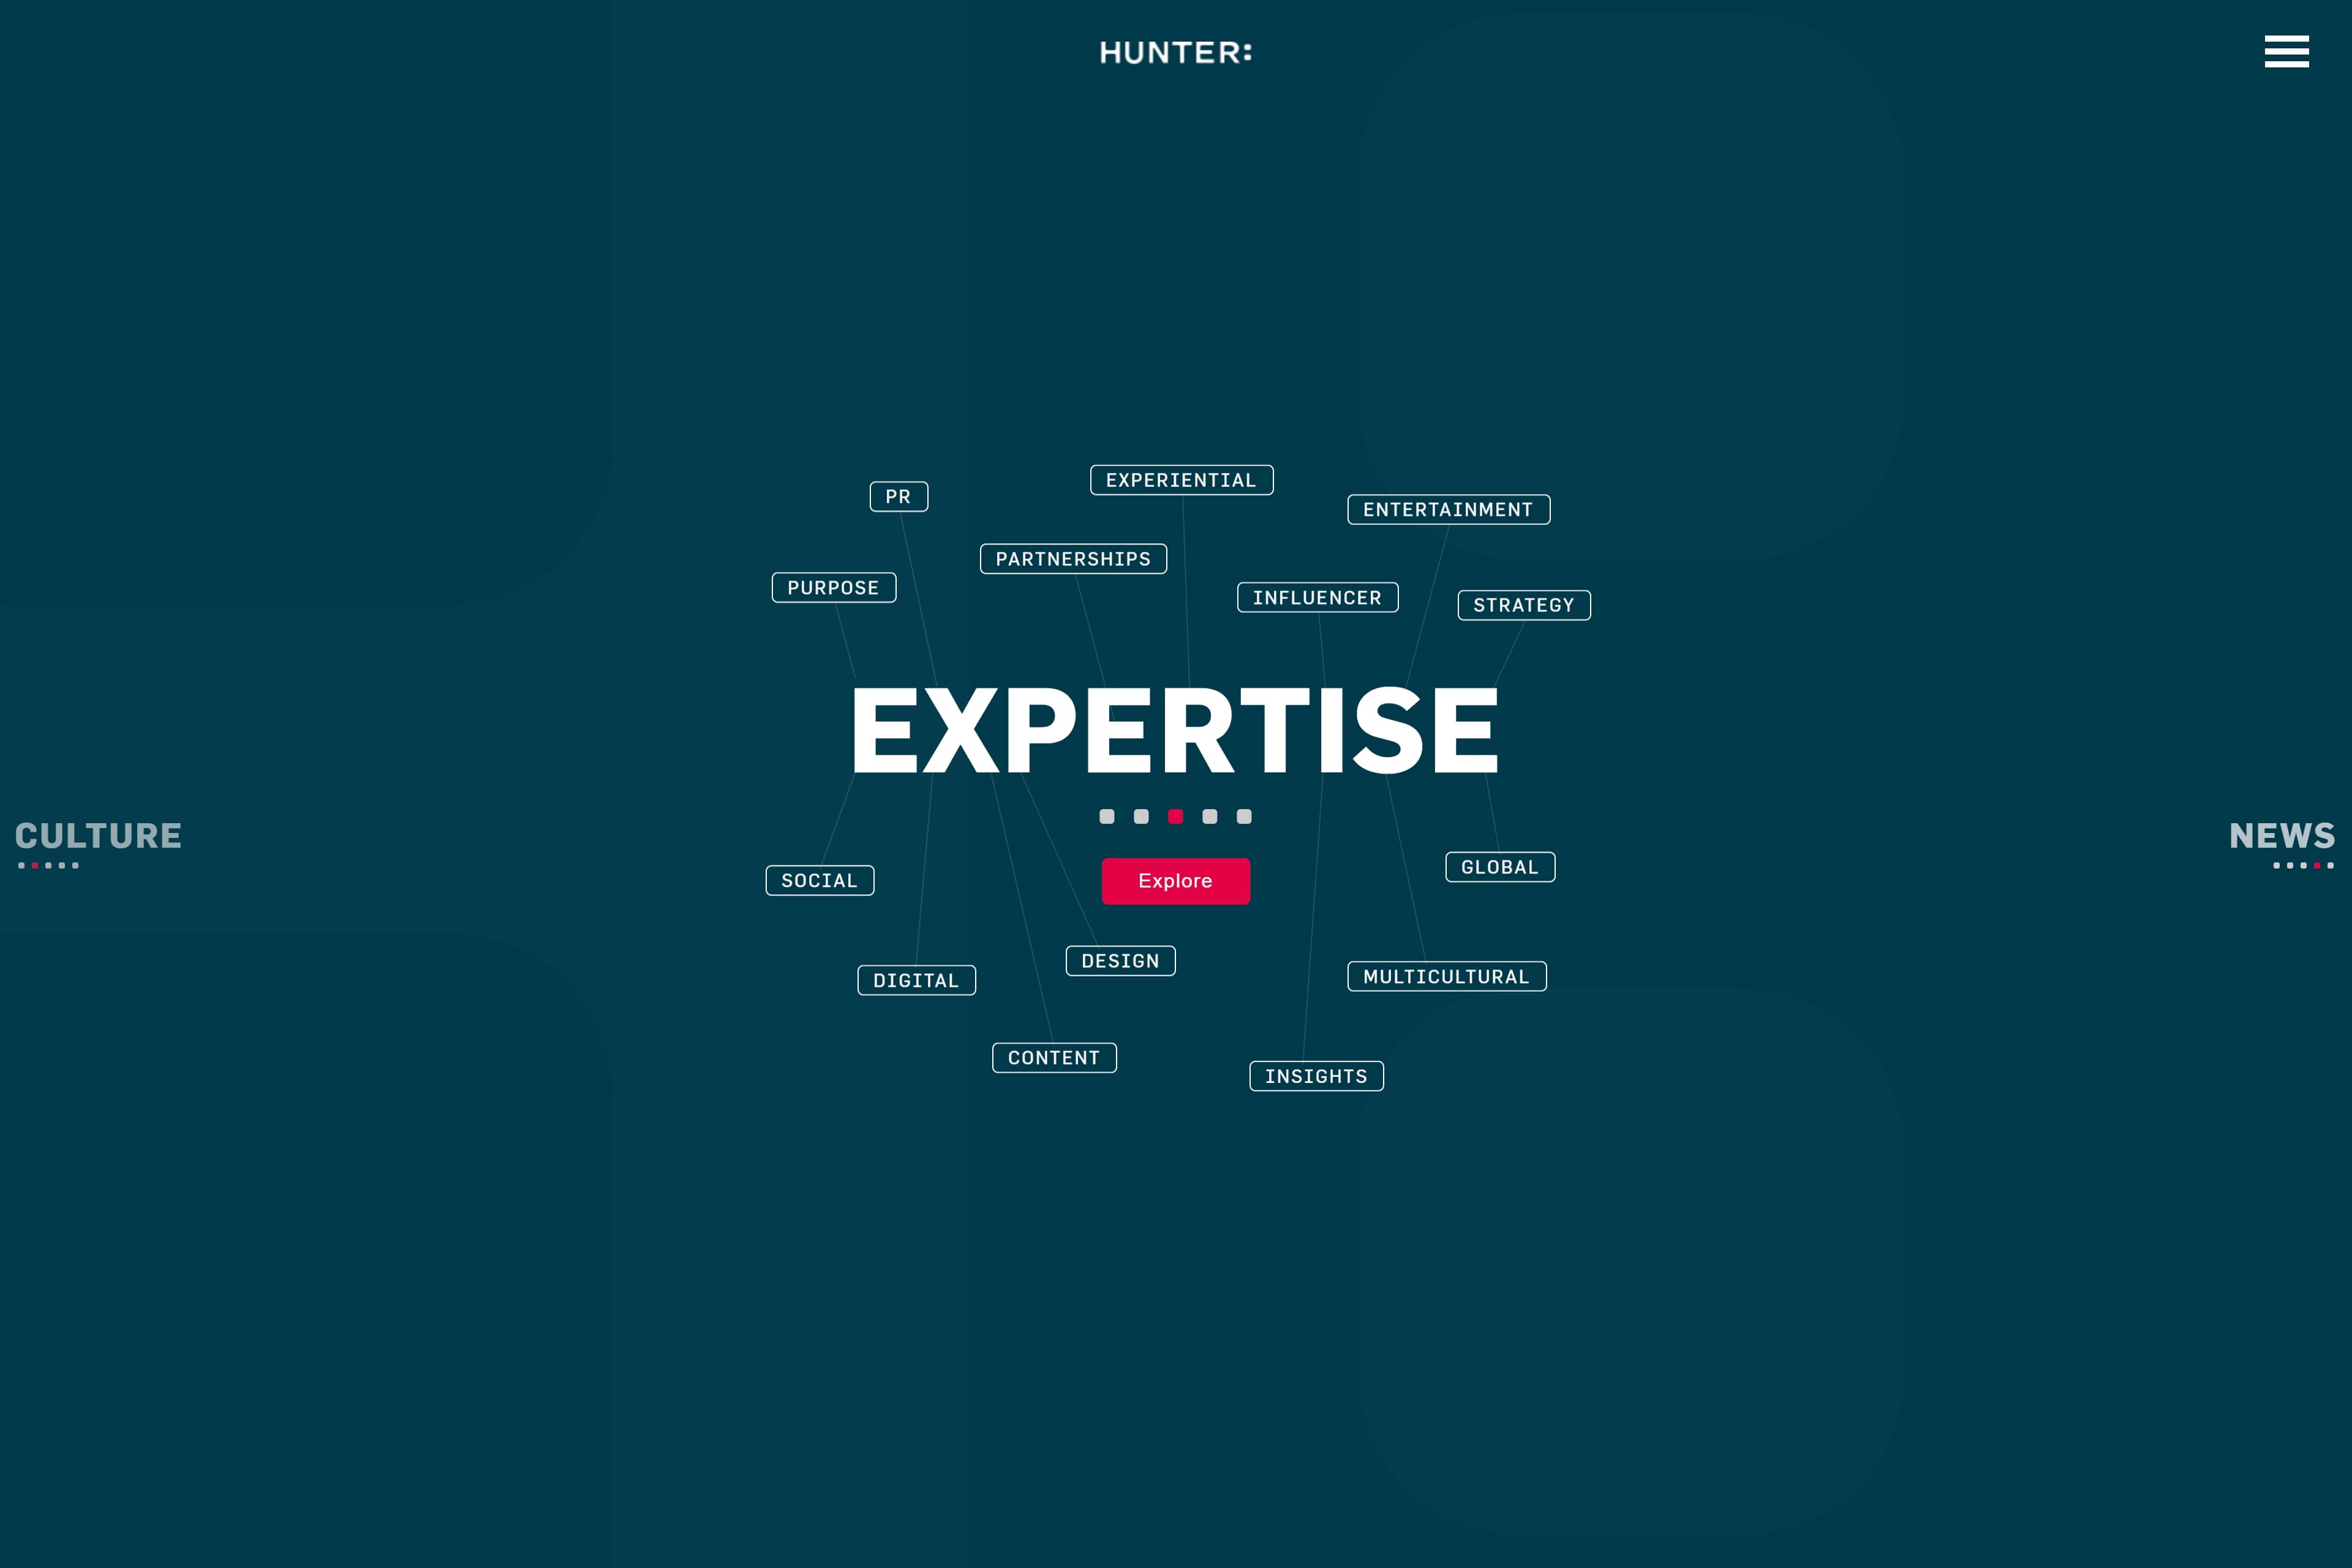 HUNTER:
EXPERIENTIAL
PR
ENTERTAINMENT
PARTNERSHIPS
PURPOSE
INFLUENCER
STRATEGY
EXPERTISE
CULTURE
NEWS
Explore
SOCIAL
GLOBAL
DESIGN
DIGITAL
MULTICULTURAL
CONTENT
INSIGHTS